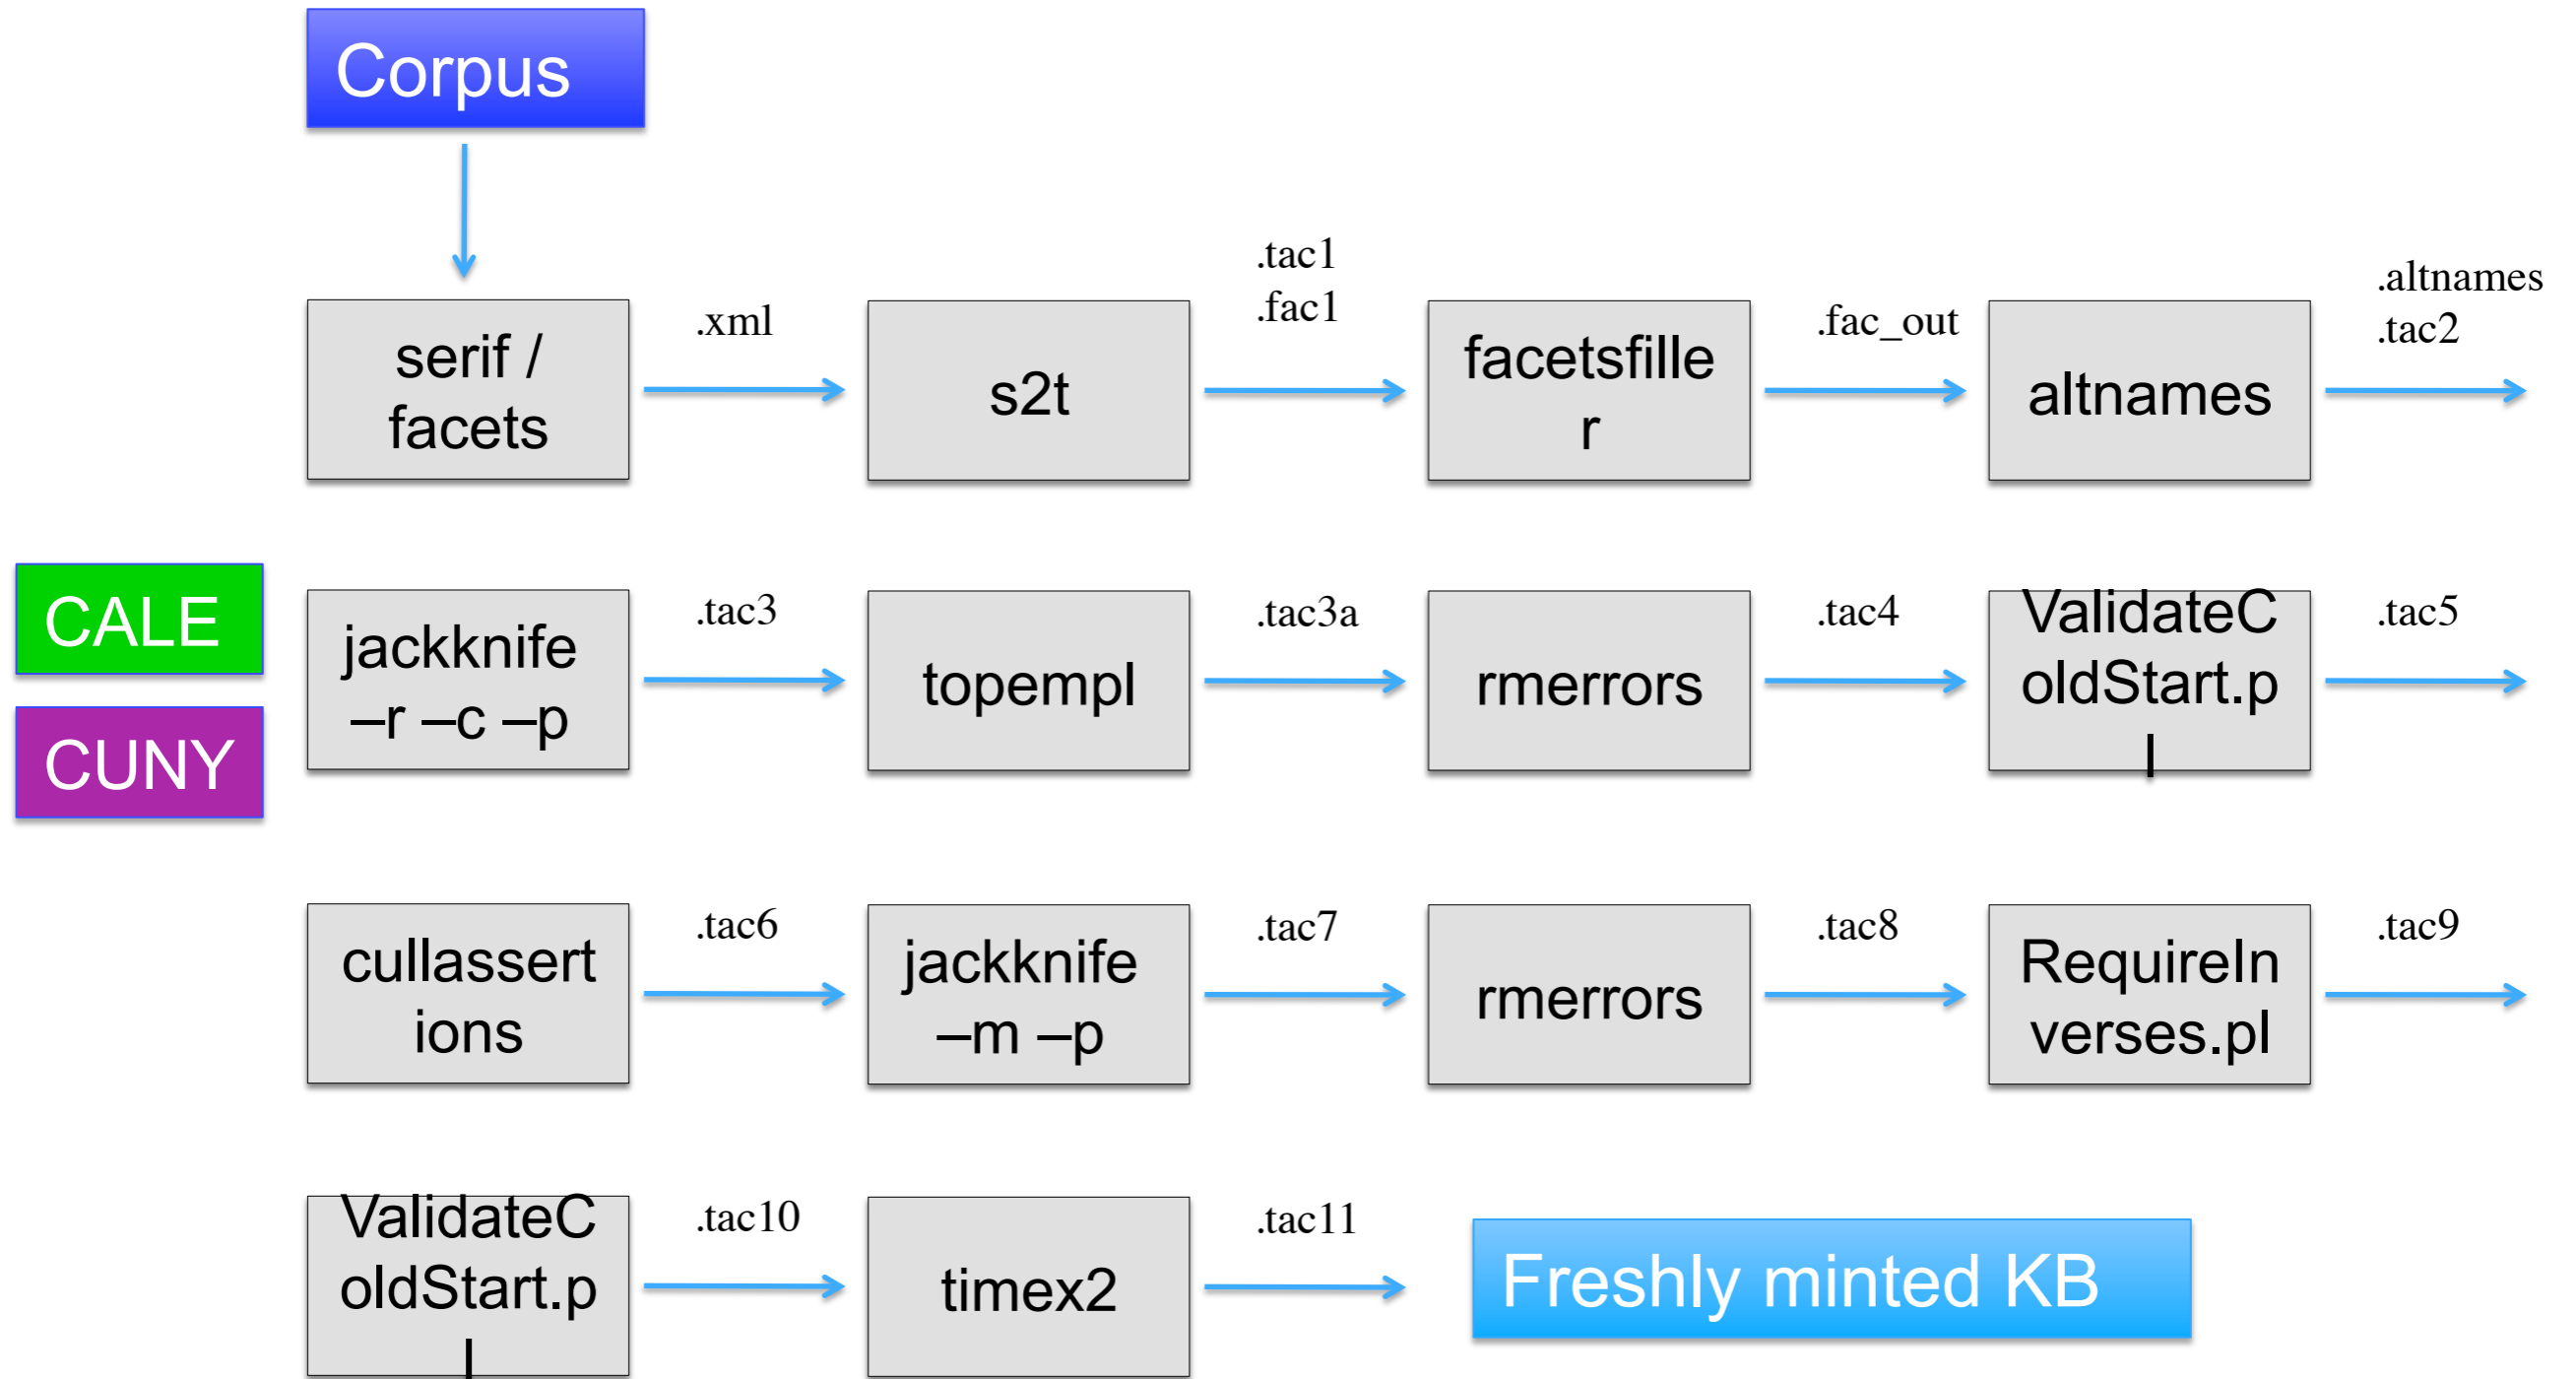 Corpus
serif /
facets
.xml
s2t
.tac1
.fac1
facetsfille
r
.fac_out
altnames
.altnames
.tac2
CALE
CUNY
jackknife
–r –c –p
.tac3
topempl
.tac3a
rmerrors
.tac4
ValidateC
oldStart.p
l
.tac5
cullassert
ions
.tac6
jackknife
–m –p
.tac7
rmerrors
.tac8
RequireIn
verses.pl
.tac9
ValidateC
oldStart.p
l
.tac10
timex2
.tac11
Freshly minted KB